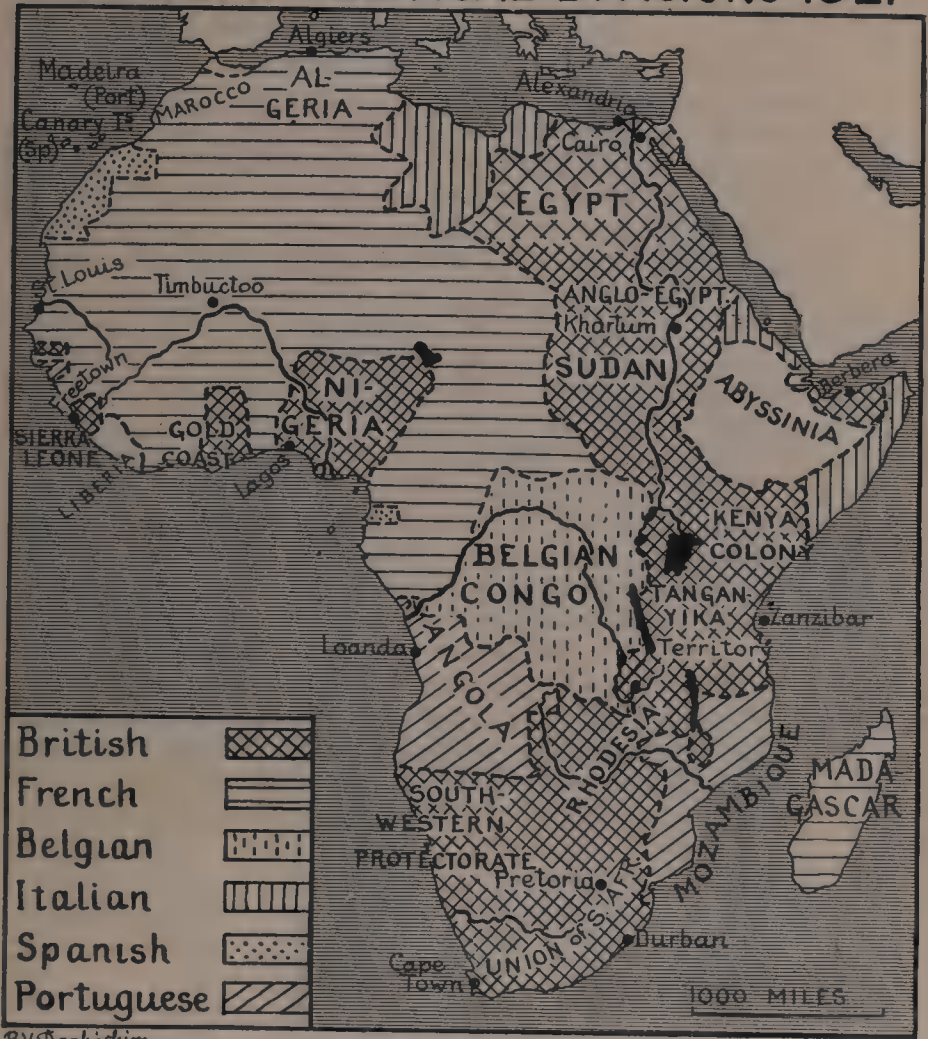 Algiers
Madeira
(Port)
MAROCCO
AL-
GERIA
Alexandria
Canary Is
(Sp)
Cairo
EGYPT
St. Louis
Timbuctoo
ANGLO-EGYPT.
Khartum
SUDAN
NI-
GERIA
ABYSSINIA
Berbera
SIERRA
LEONE
LIBERIA
GOLD
COAST
Lagos
KENYA
COLONY
BELGIAN
CONGO
TANGAN-
YIKA
Territory
Zanzibar
Loanda
ANGOLA
RHODESIA
MOZAMBIQUE
MADA
GASCAR
SOUTH-
WESTERN
PROTECTORATE
Pretoria
UNION of S. AFR.
Durban
Cape
Town
1000 MILES
British
French
Belgian
Italian
Spanish
Portuguese